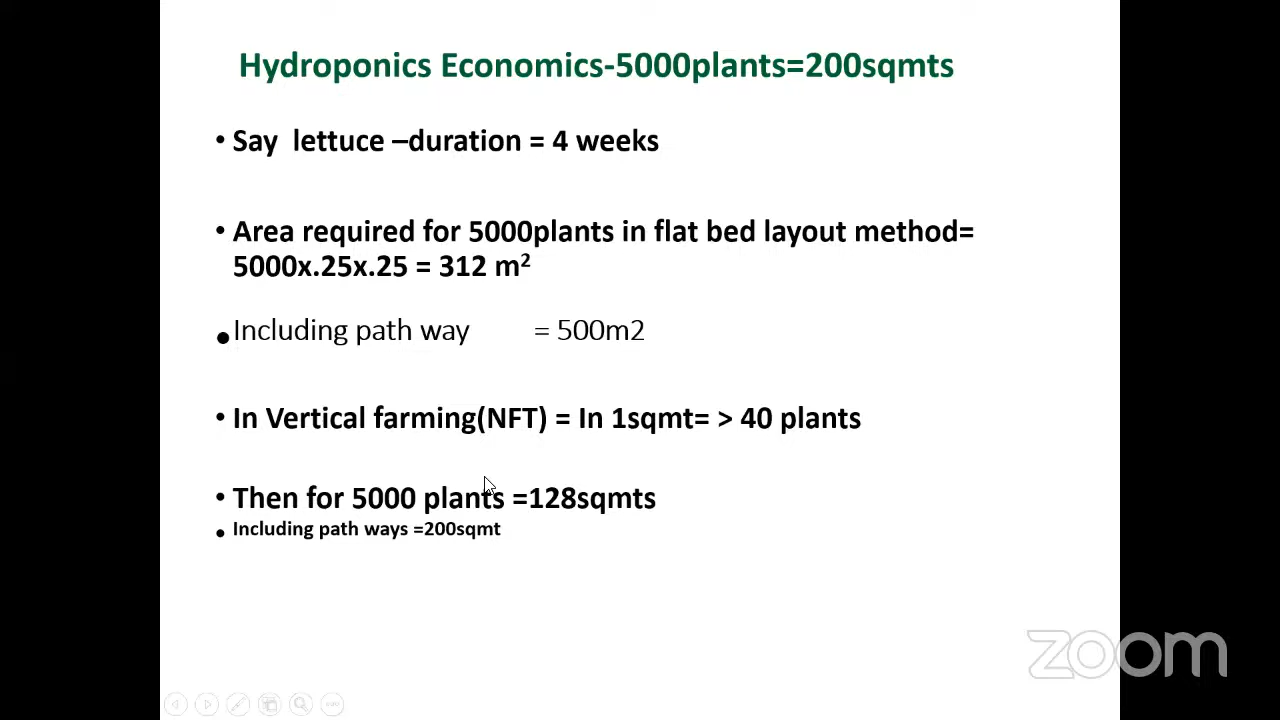 Hydroponics Economics-5000plants=200sqmts
• Say lettuce –duration = 4 weeks
• Area required for 5000plants in flat bed layout method=
5000x.25x.25 = 312 m²
• Including path way = 500m2
• In Vertical farming(NFT) = In 1sqmt= > 40 plants
• Then for 5000 plants =128sqmts
• Including path ways =200sqmt
zoom